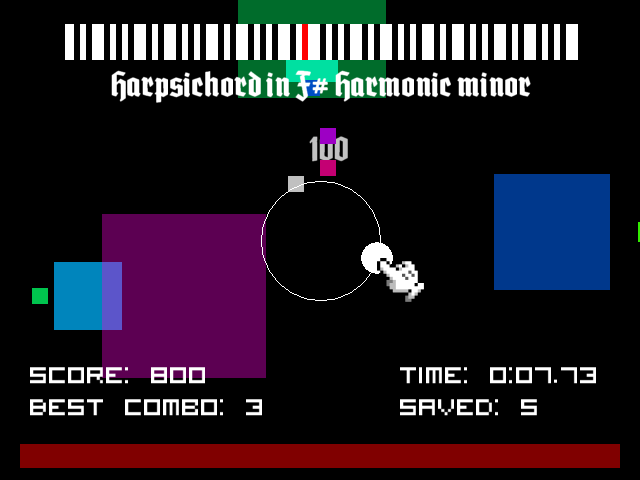 Harpsichord in F# Harmonic minor
100
SCORE: 800
TIME: 0:07.73
BEST COMBO: 3
SAVED: 5